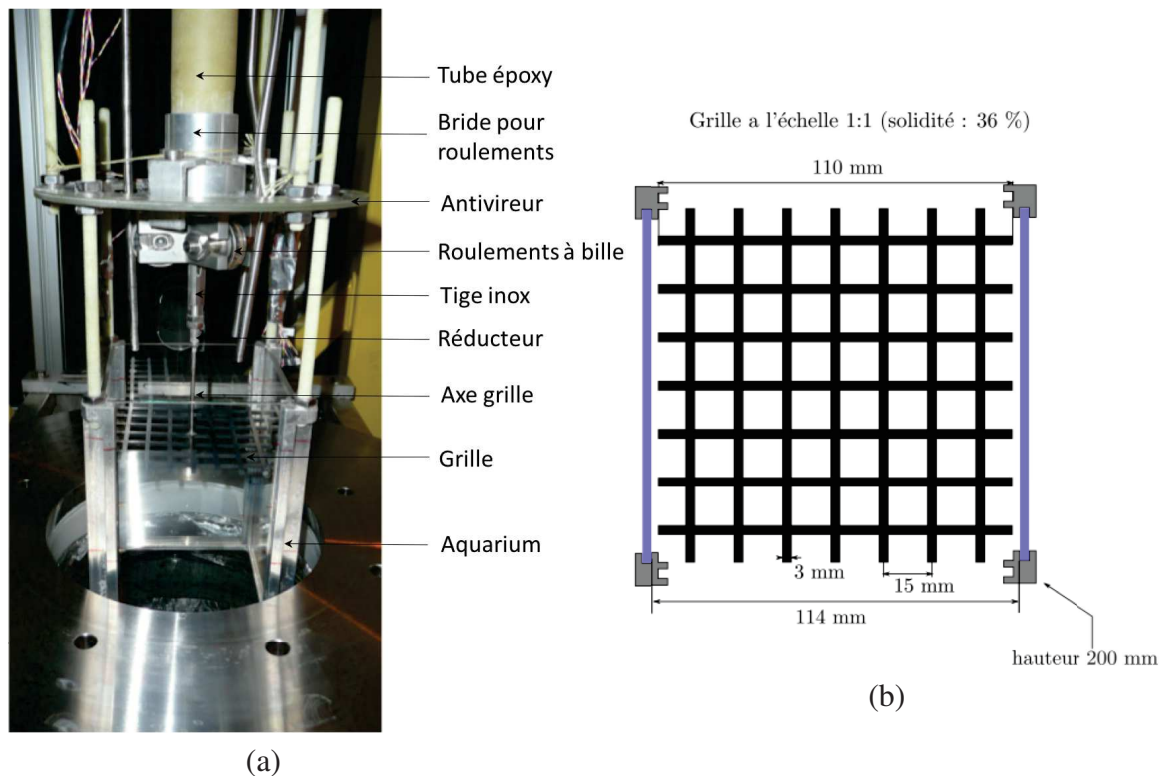 Tube époxy
Bride pour
roulements
Antivireur
Roulements à bille
Tige inox
Réducteur
Axe grille
Grille
Aquarium
(a)
Grille a l'échelle 1:1 (solidité : 36 %)
110 mm
3 mm
15 mm
114 mm
hauteur 200 mm
(b)